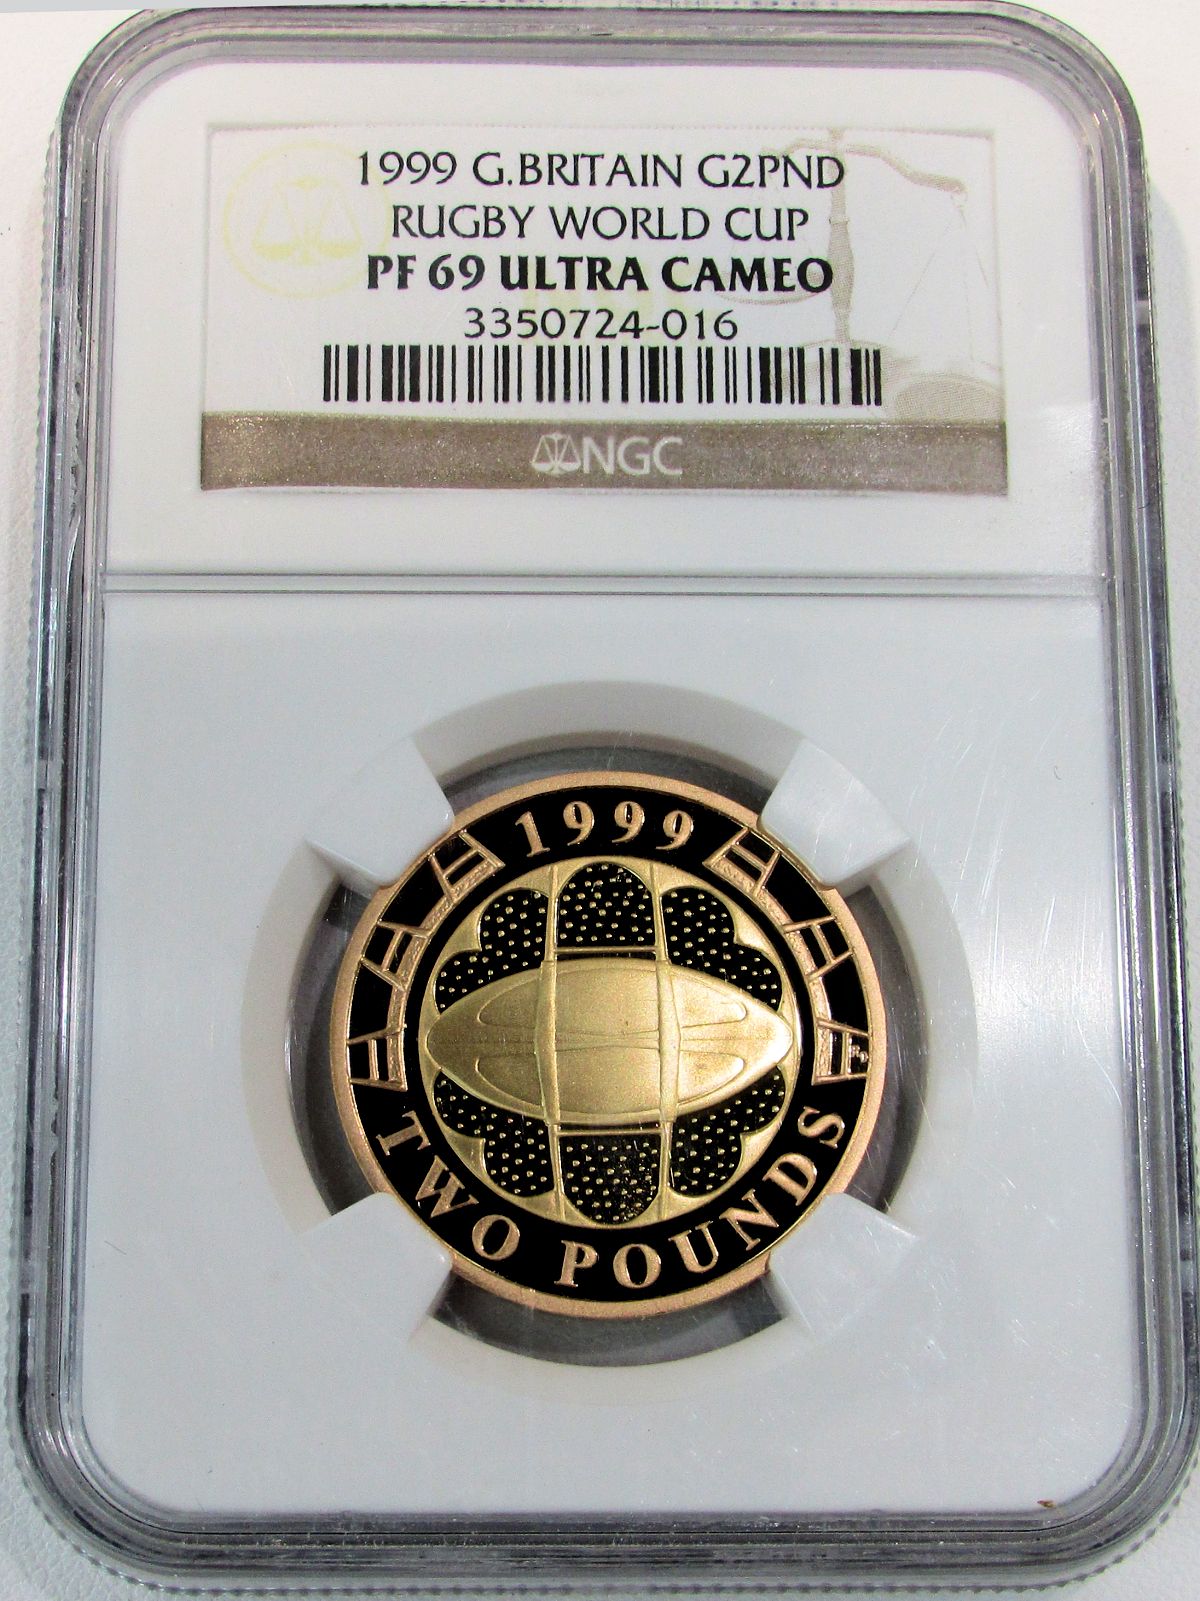 1999 G.BRITAIN G2PND
RUGBY WORLD CUP
PF 69 ULTRA CAMEO
3350724-016
NGC
1999
TWO POUNDS